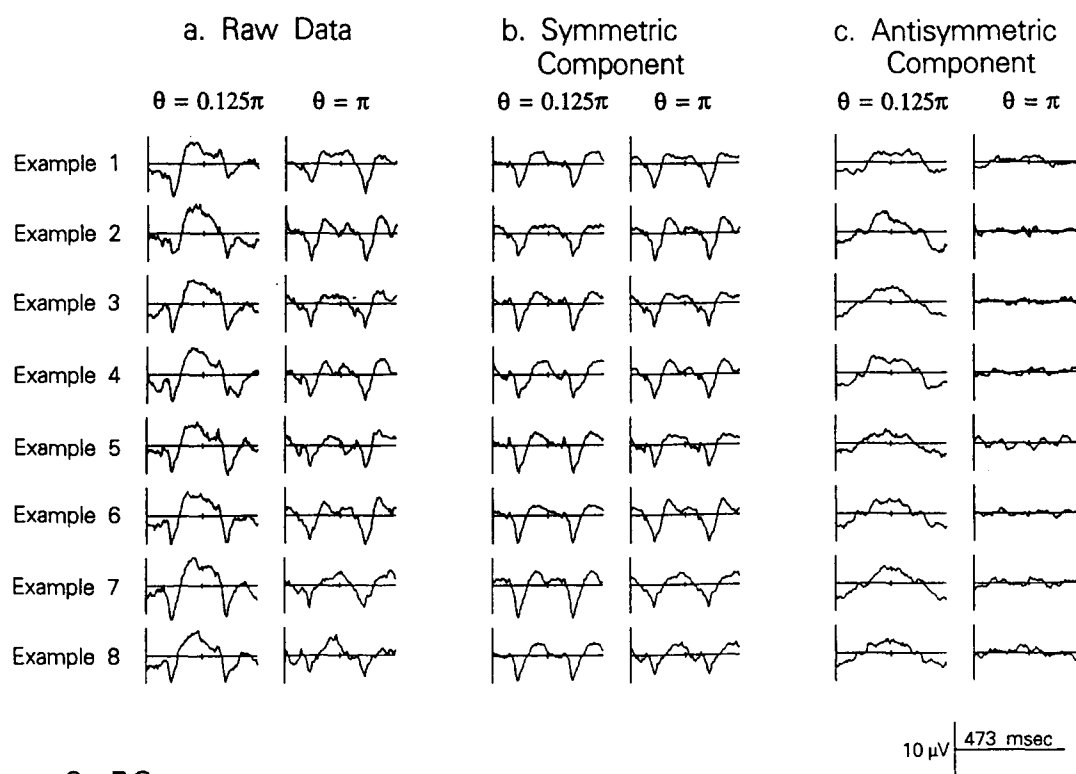 a. Raw Data
b. Symmetric Component
c. Antisymmetric Component
θ = 0.125π
θ = π
θ = 0.125π
θ = π
θ = 0.125π
θ = π
Example 1
Example 2
Example 3
Example 4
Example 5
Example 6
Example 7
Example 8
10 μV
473 msec